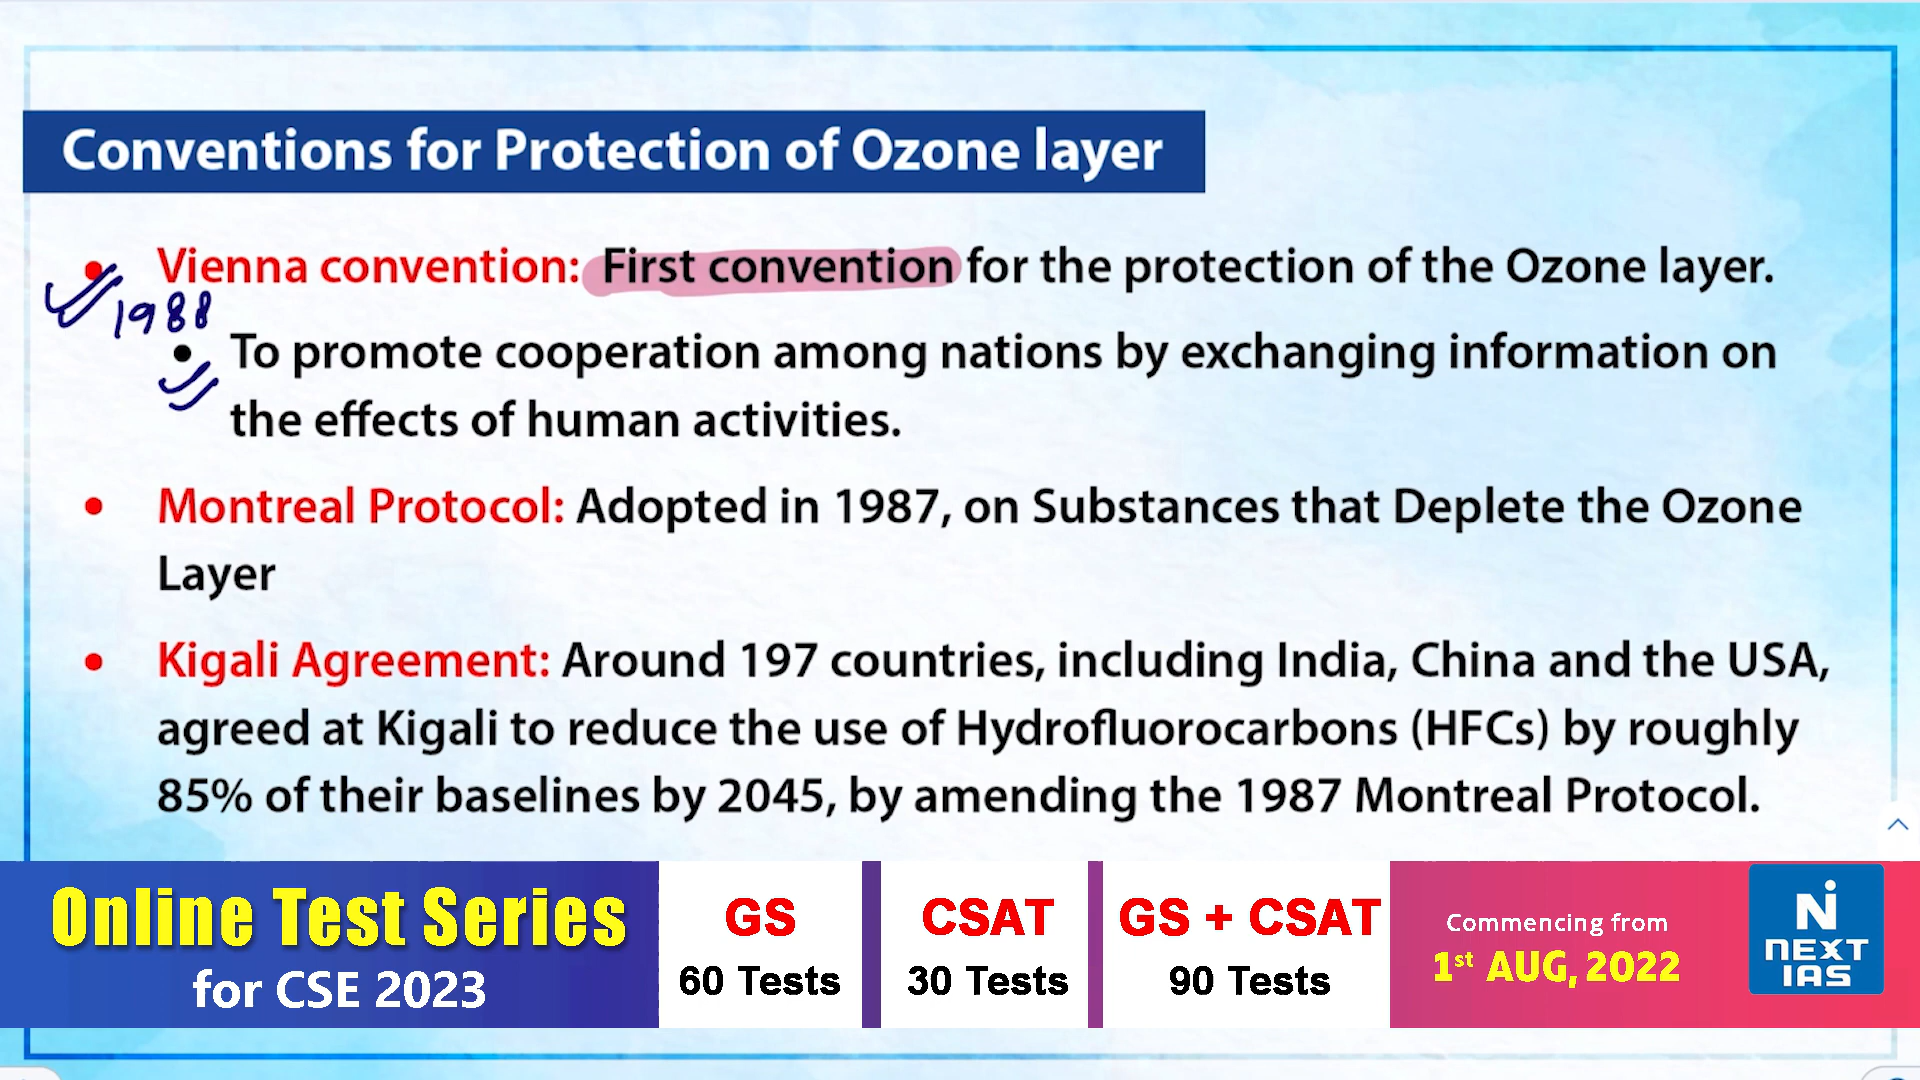 Conventions for Protection of Ozone layer
Vienna convention: First convention for the protection of the Ozone layer.
1988
To promote cooperation among nations by exchanging information on
the effects of human activities.
Montreal Protocol: Adopted in 1987, on Substances that Deplete the Ozone
Layer
Kigali Agreement: Around 197 countries, including India, China and the USA,
agreed at Kigali to reduce the use of Hydrofluorocarbons (HFCs) by roughly
85% of their baselines by 2045, by amending the 1987 Montreal Protocol.
Online Test Series
for CSE 2023
GS
60 Tests
CSAT
30 Tests
GS + CSAT
90 Tests
Commencing from
1st AUG, 2022
NEXT
IAS